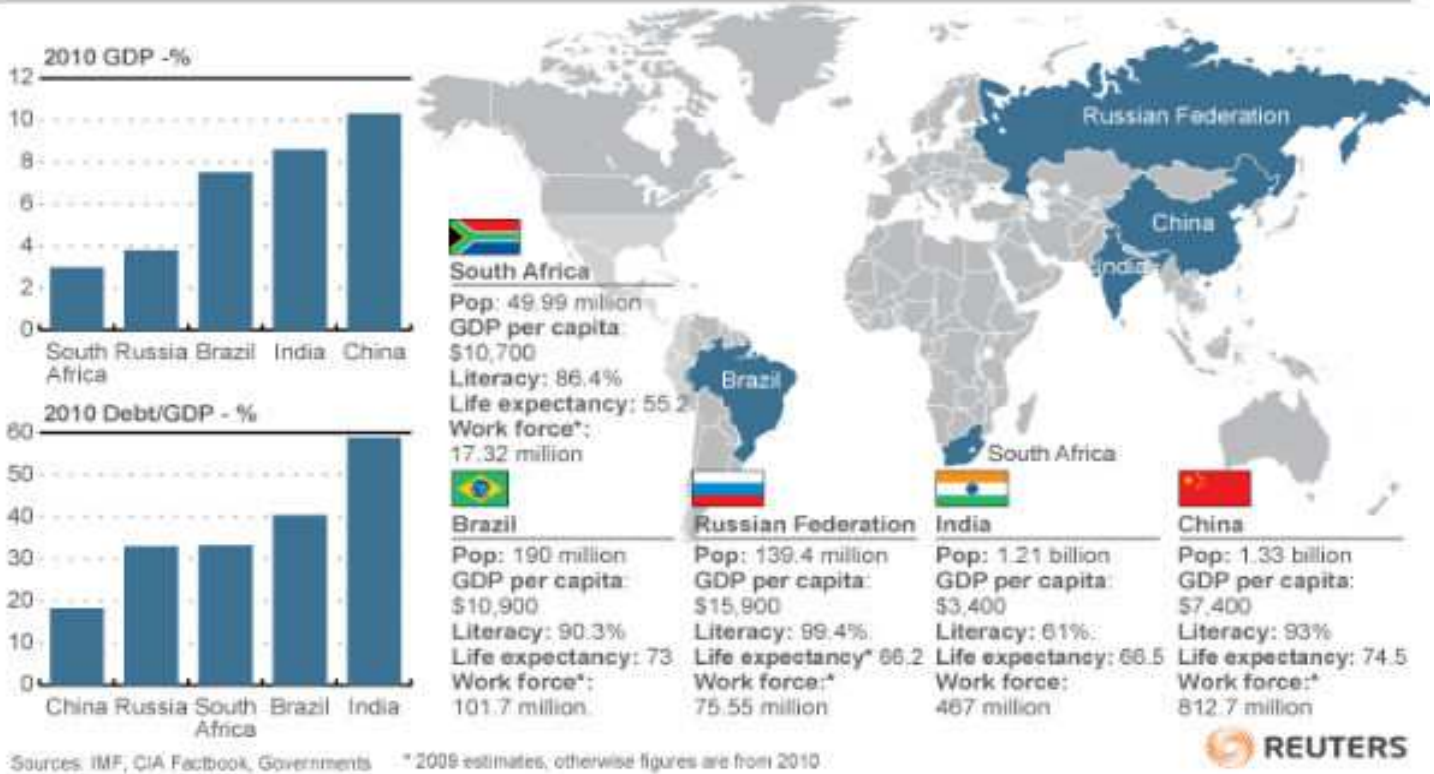 2010 GDP -%
12
10
8
6
4
2
0
South Africa
Russia
Brazil
India
China
2010 Debt/GDP - %
60
50
40
30
20
10
0
China
Russia
South Africa
Brazil
India
Russian Federation
China
India
Brazil
South Africa
South Africa
Pop: 49.99 million
GDP per capita:
$10,700
Literacy: 86.4%
Life expectancy: 55.2
Work force*:
17.32 million
Brazil
Pop: 190 million
GDP per capita:
$10,900
Literacy: 90.3%
Life expectancy: 73
Work force*:
101.7 million.
Russian Federation
Pop: 139.4 million
GDP per capita:
$15,900
Literacy: 99.4%.
Life expectancy* 66.2
Work force:*
75.55 million
India
Pop: 1.21 billion
GDP per capita:
$3,400
Literacy: 61%.
Life expectancy: 66.5
Work force:
467 million
China
Pop: 1.33 billion
GDP per capita:
$7,400
Literacy: 93%
Life expectancy: 74.5
Work force:*
812.7 million
Sources: IMF, CIA Factbook, Governments
* 2009 estimates, otherwise figures are from 2010
REUTERS